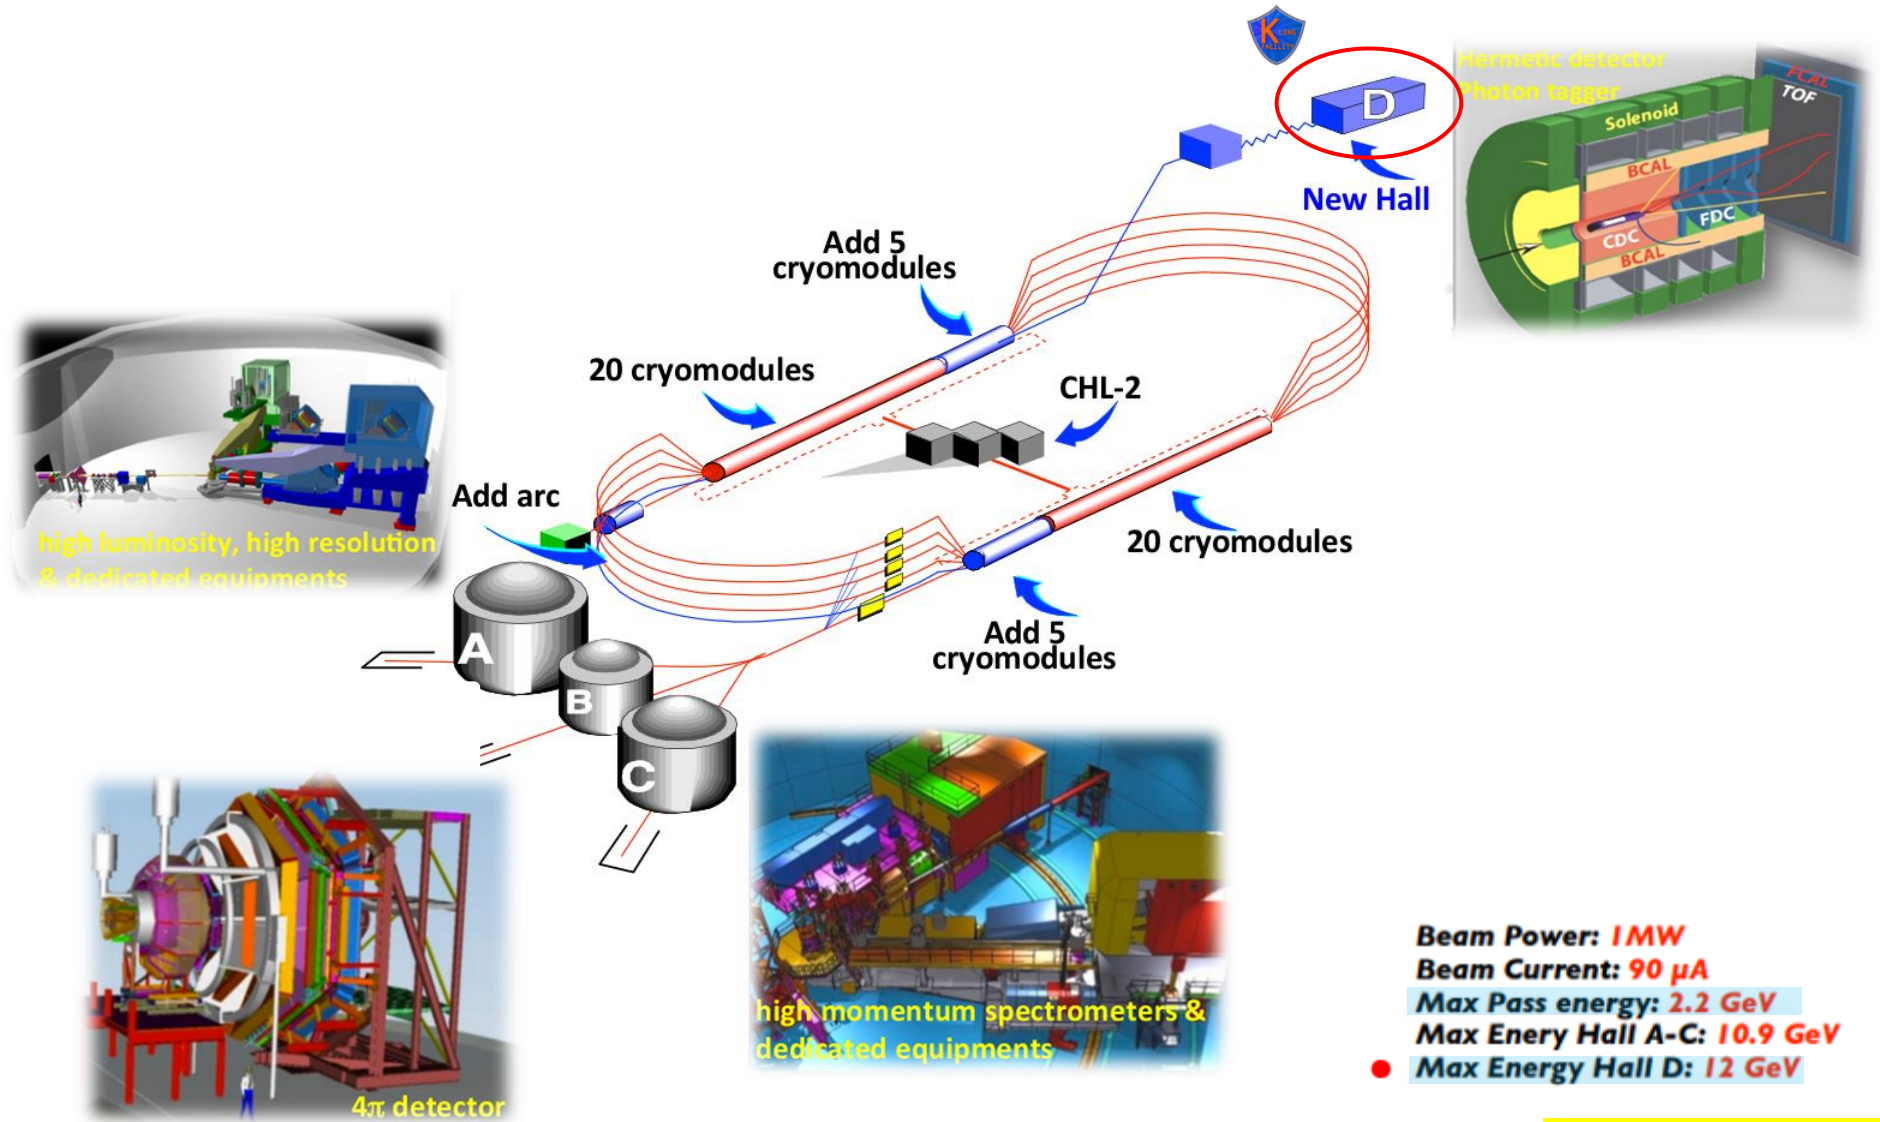 K
LONG
FACILITY
D
New Hall
Hermetic detector
Photon tagger
FCAL
TOF
Solenoid
BCAL
CDC
FDC
BCAL
Add 5
cryomodules
20 cryomodules
CHL-2
Add arc
high luminosity, high resolution
& dedicated equipments
20 cryomodules
Add 5
cryomodules
A
B
C
high momentum spectrometers &
dedicated equipments
4π detector
Beam Power: 1MW
Beam Current: 90 μA
Max Pass energy: 2.2 GeV
Max Enery Hall A-C: 10.9 GeV
Max Energy Hall D: 12 GeV